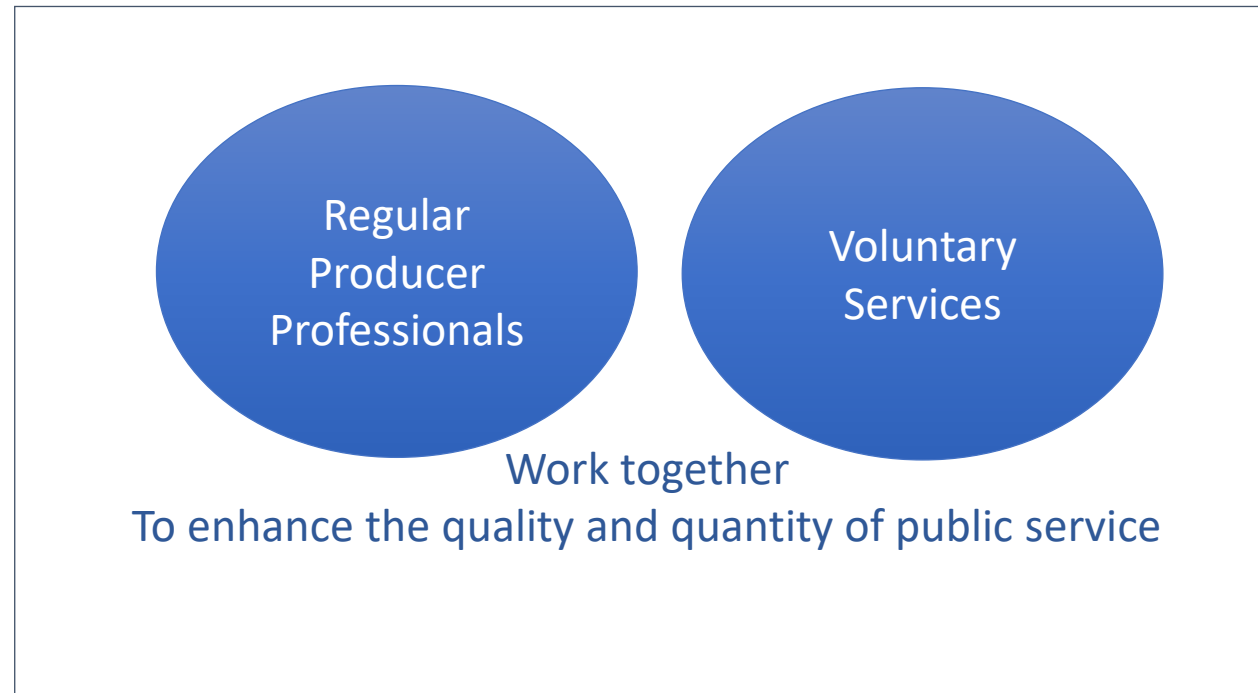 Regular
Producer
Professionals
Voluntary
Services
Work together
To enhance the quality and quantity of public service